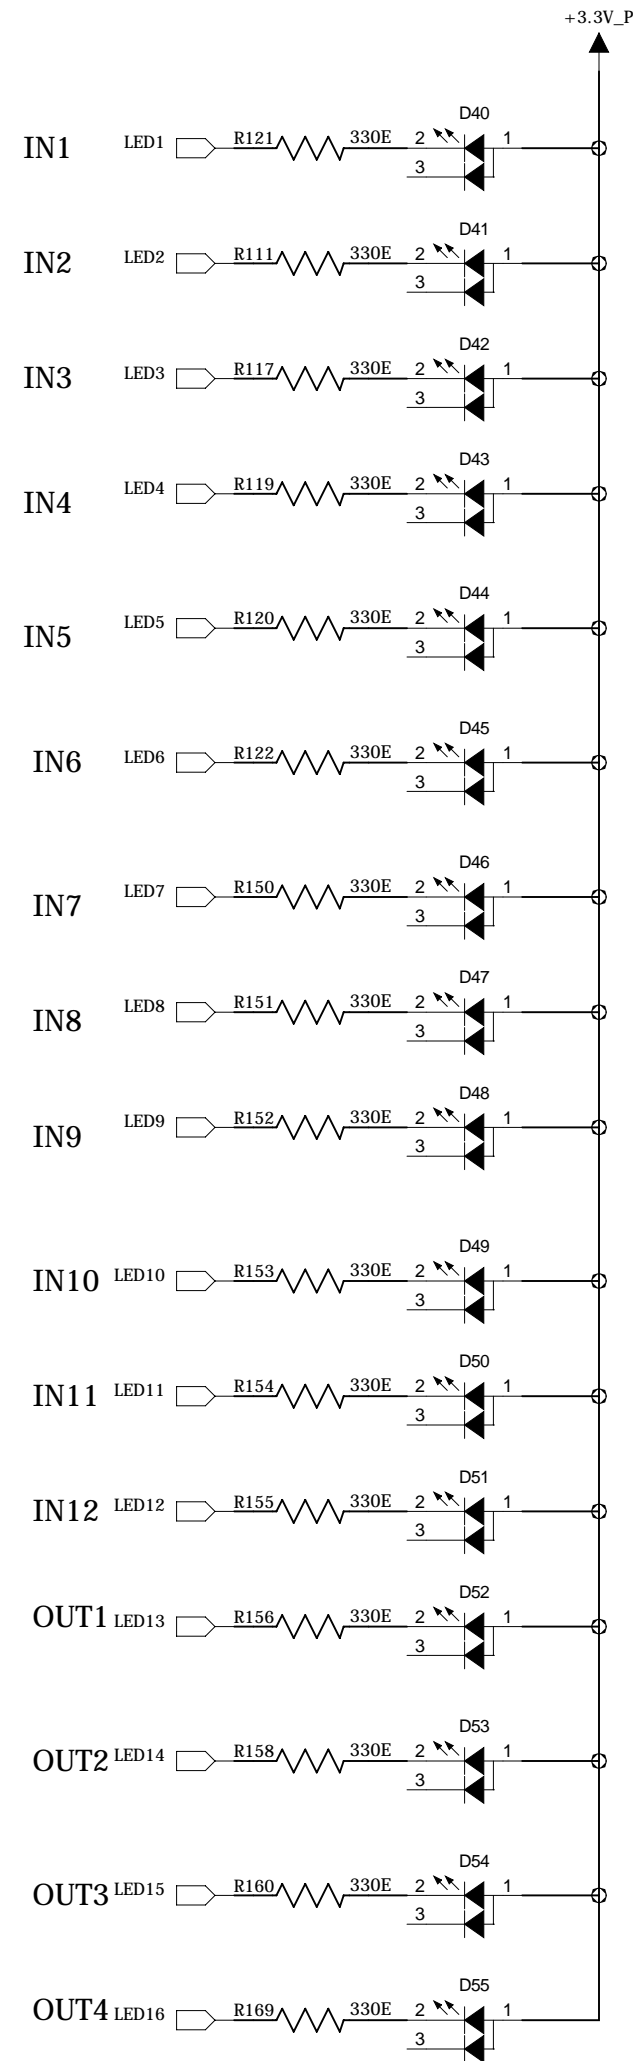 +3.3V_P
D40
IN1 LED1 R121 330E 2 1
3
D41
IN2 LED2 R111 330E 2 1
3
D42
IN3 LED3 R117 330E 2 1
3
D43
IN4 LED4 R119 330E 2 1
3
D44
IN5 LED5 R120 330E 2 1
3
D45
IN6 LED6 R122 330E 2 1
3
D46
IN7 LED7 R150 330E 2 1
3
D47
IN8 LED8 R151 330E 2 1
3
D48
IN9 LED9 R152 330E 2 1
3
D49
IN10 LED10 R153 330E 2 1
3
D50
IN11 LED11 R154 330E 2 1
3
D51
IN12 LED12 R155 330E 2 1
3
D52
OUT1 LED13 R156 330E 2 1
3
D53
OUT2 LED14 R158 330E 2 1
3
D54
OUT3 LED15 R160 330E 2 1
3
D55
OUT4 LED16 R169 330E 2 1
3